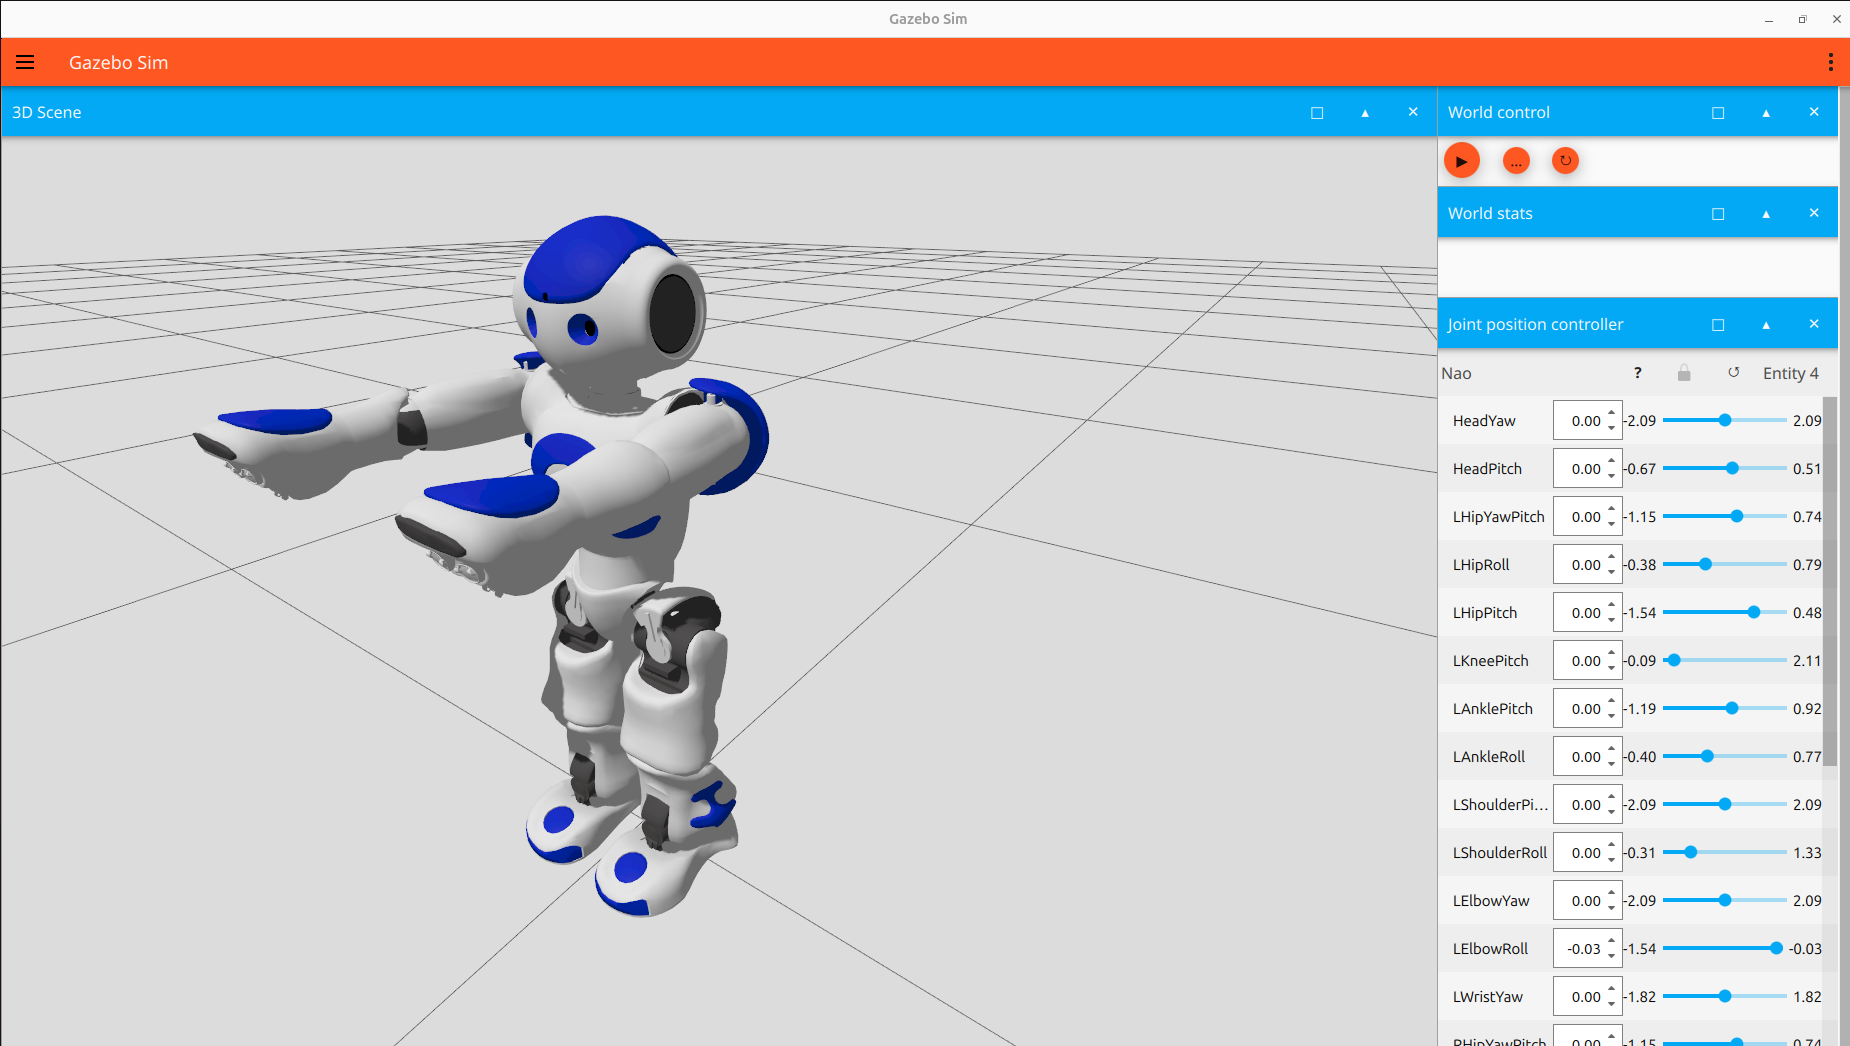 Gazebo Sim
Gazebo Sim
3D Scene
World control
...
World stats
Joint position controller
Nao ? Entity 4
HeadYaw 0.00 -2.09 2.09
HeadPitch 0.00 -0.67 0.51
LHipYawPitch 0.00 -1.15 0.74
LHipRoll 0.00 -0.38 0.79
LHipPitch 0.00 -1.54 0.48
LKneePitch 0.00 -0.09 2.11
LAnklePitch 0.00 -1.19 0.92
LAnkleRoll 0.00 -0.40 0.77
LShoulderPi... 0.00 -2.09 2.09
LShoulderRoll 0.00 -0.31 1.33
LElbowYaw 0.00 -2.09 2.09
LElbowRoll -0.03 -1.54 -0.03
LWristYaw 0.00 -1.82 1.82
RHipYawPitch 0.00 -1.15 0.74